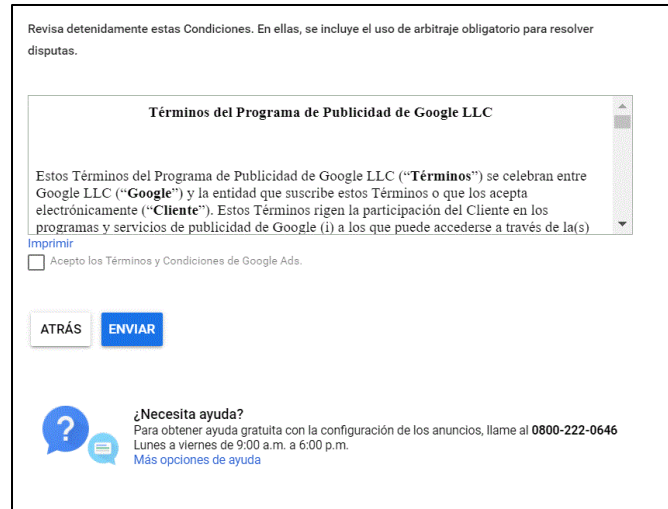 Revisa detenidamente estas Condiciones. En ellas, se incluye el uso de arbitraje obligatorio para resolver
disputas.
Términos del Programa de Publicidad de Google LLC
Estos Términos del Programa de Publicidad de Google LLC (“Términos”) se celebran entre
Google LLC (“Google”) y la entidad que suscribe estos Términos o que los acepta
electrónicamente (“Cliente”). Estos Términos rigen la participación del Cliente en los
programas y servicios de publicidad de Google (i) a los que puede accederse a través de la(s)
Imprimir
Acepto los Términos y Condiciones de Google Ads.
ATRÁS ENVIAR
¿Necesita ayuda?
Para obtener ayuda gratuita con la configuración de los anuncios, llame al 0800-222-0646
Lunes a viernes de 9:00 a.m. a 6:00 p.m.
Más opciones de ayuda